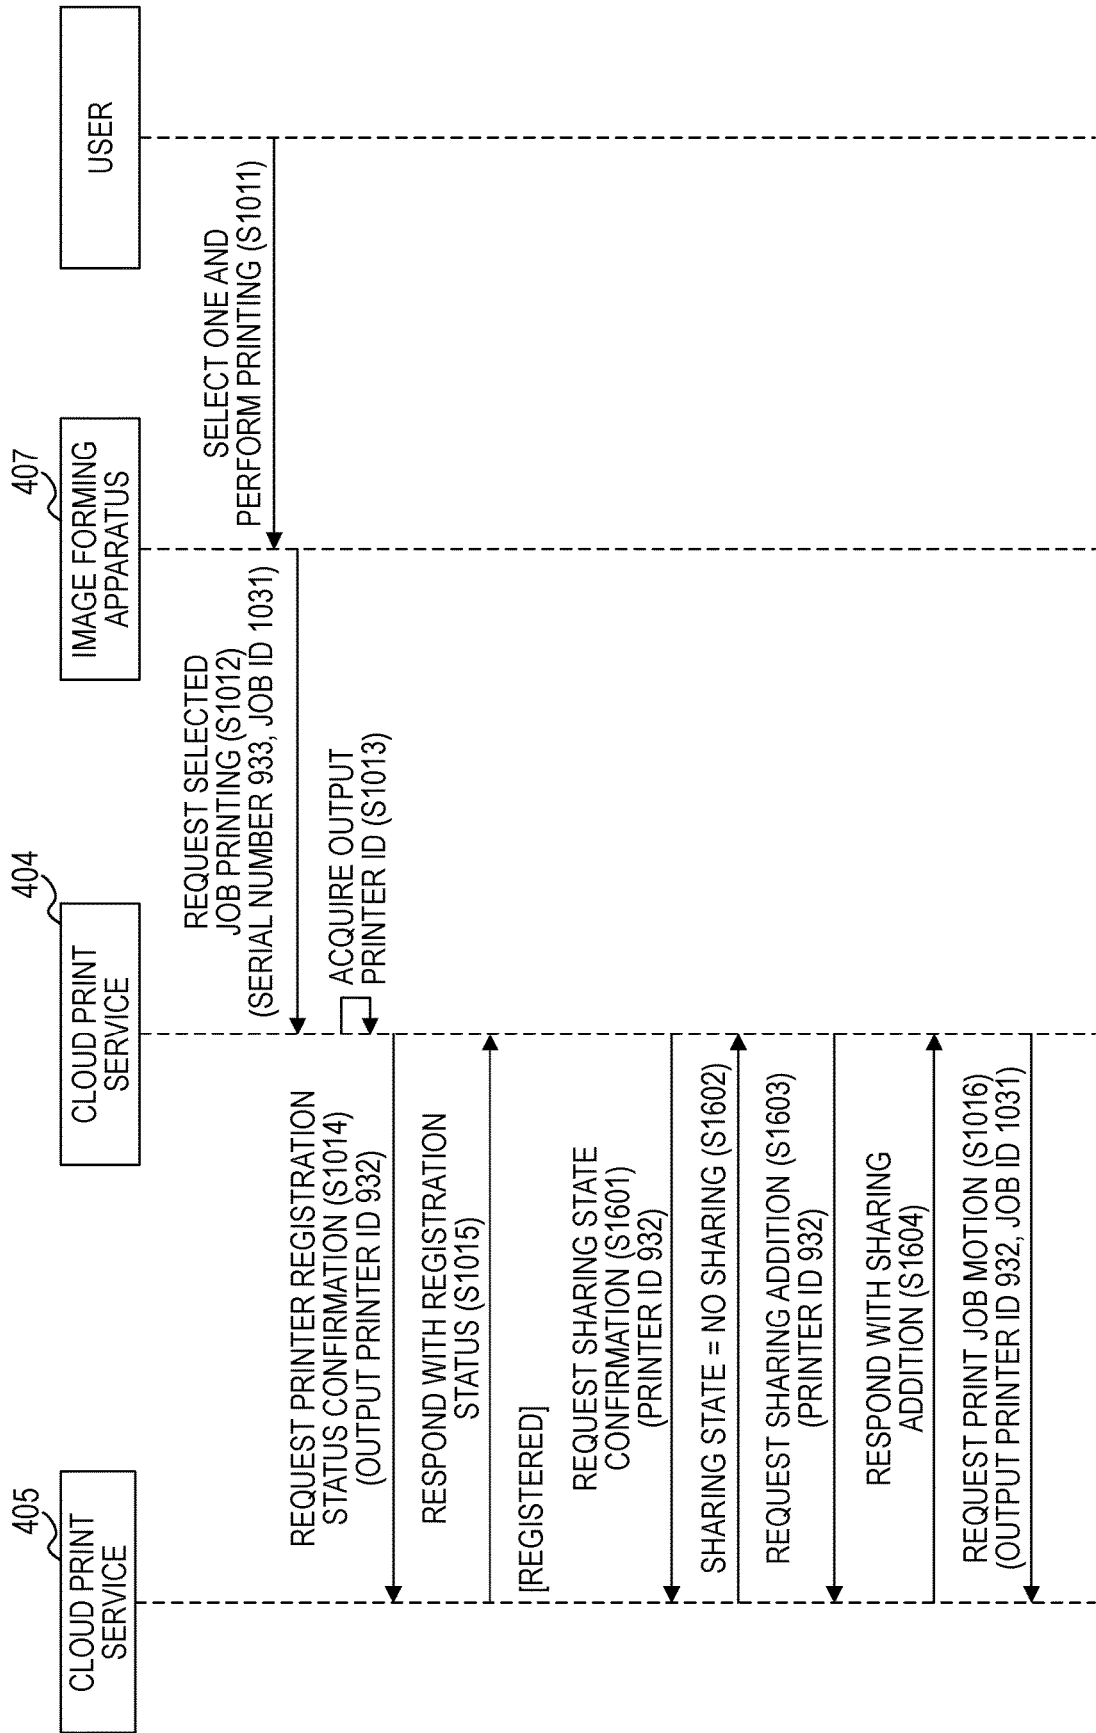 405
CLOUD PRINT
SERVICE
404
CLOUD PRINT
SERVICE
407
IMAGE FORMING
APPARATUS
USER
SELECT ONE AND
PERFORM PRINTING (S1011)
REQUEST SELECTED
JOB PRINTING (S1012)
(SERIAL NUMBER 933, JOB ID 1031)
ACQUIRE OUTPUT
PRINTER ID (S1013)
REQUEST PRINTER REGISTRATION
STATUS CONFIRMATION (S1014)
(OUTPUT PRINTER ID 932)
RESPOND WITH REGISTRATION
STATUS (S1015)
[REGISTERED]
REQUEST SHARING STATE
CONFIRMATION (S1601)
(PRINTER ID 932)
SHARING STATE = NO SHARING (S1602)
REQUEST SHARING ADDITION (S1603)
(PRINTER ID 932)
RESPOND WITH SHARING
ADDITION (S1604)
REQUEST PRINT JOB MOTION (S1016)
(OUTPUT PRINTER ID 932, JOB ID 1031)